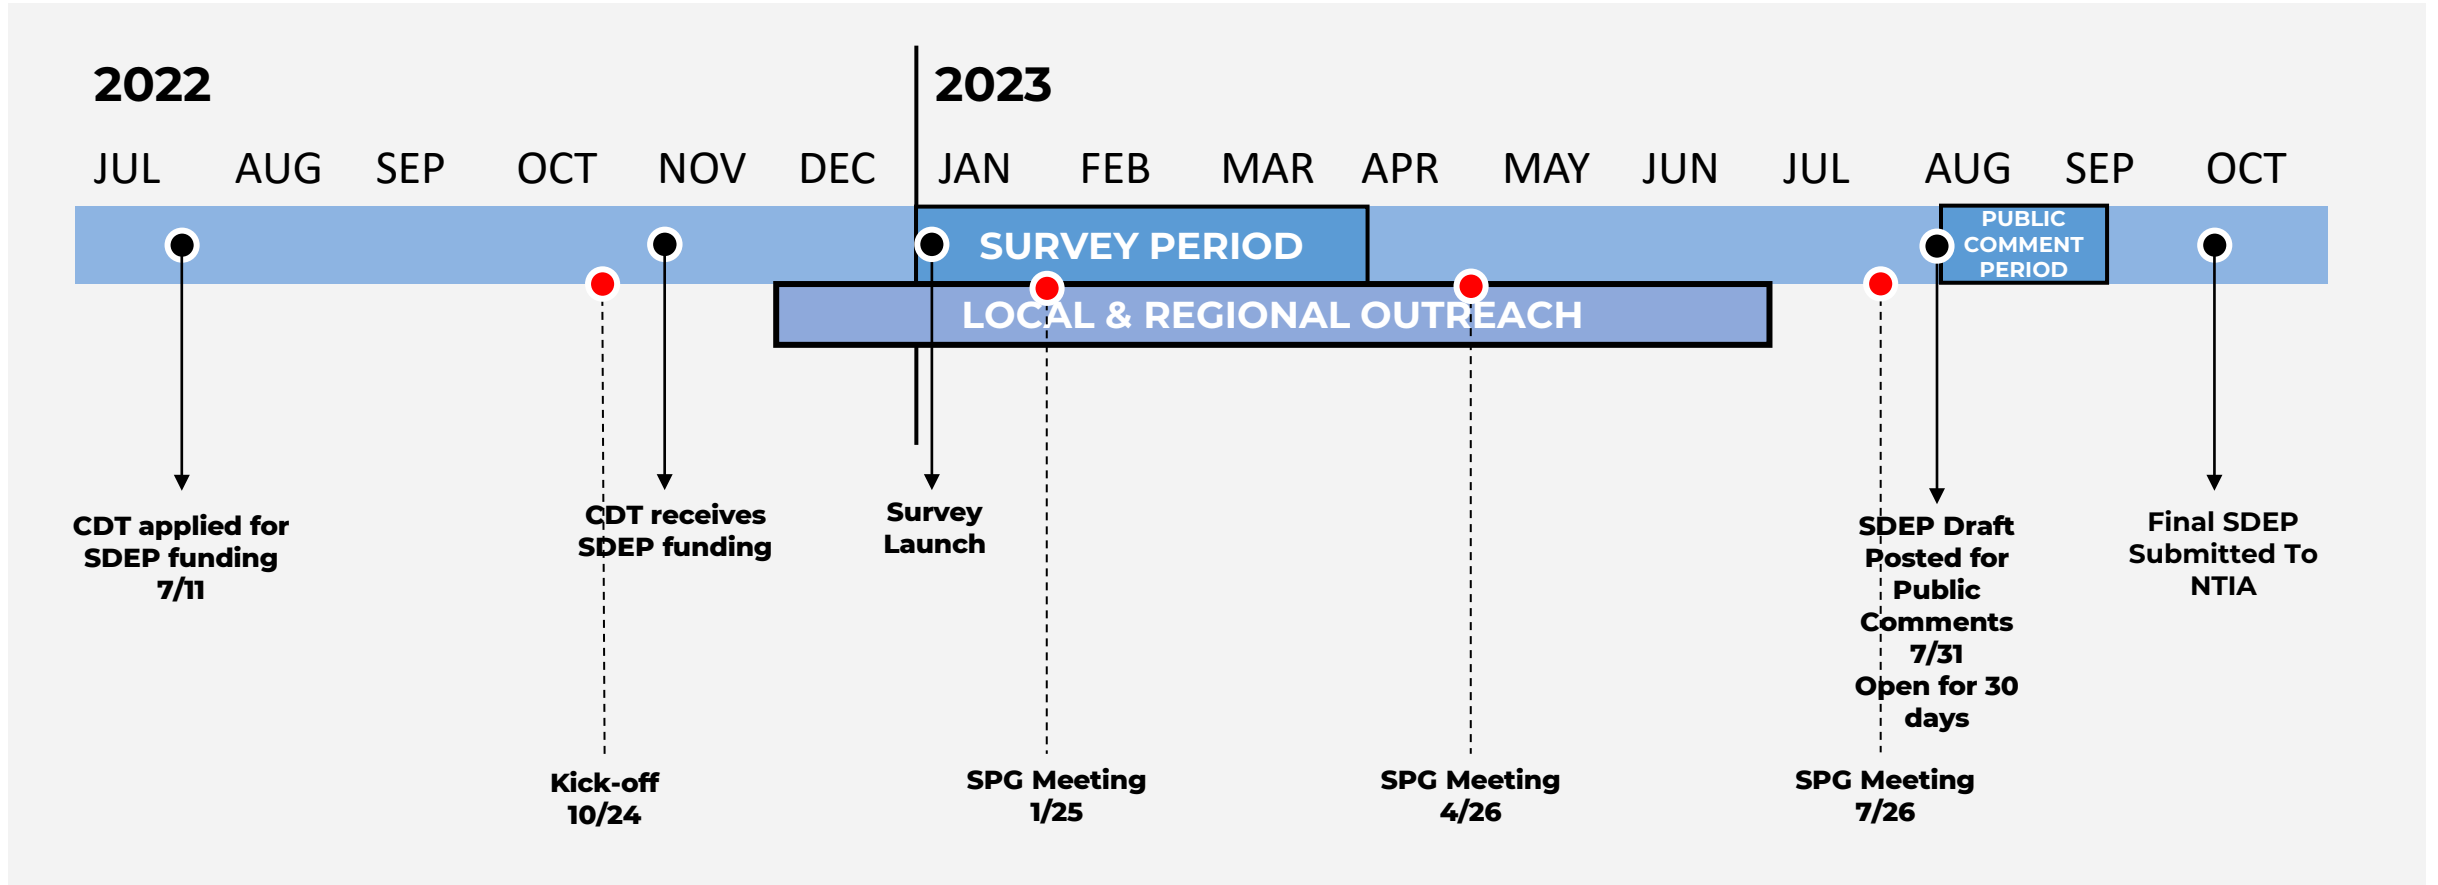 2022
2023
JUL AUG SEP OCT NOV DEC JAN FEB MAR APR MAY JUN JUL AUG SEP OCT
SURVEY PERIOD
PUBLIC
COMMENT
PERIOD
LOCAL & REGIONAL OUTREACH
CDT applied for
SDEP funding
7/11
CDT receives
SDEP funding
Survey
Launch
SDEP Draft
Posted for
Public
Comments
7/31
Open for 30
days
Final SDEP
Submitted To
NTIA
Kick-off
10/24
SPG Meeting
1/25
SPG Meeting
4/26
SPG Meeting
7/26